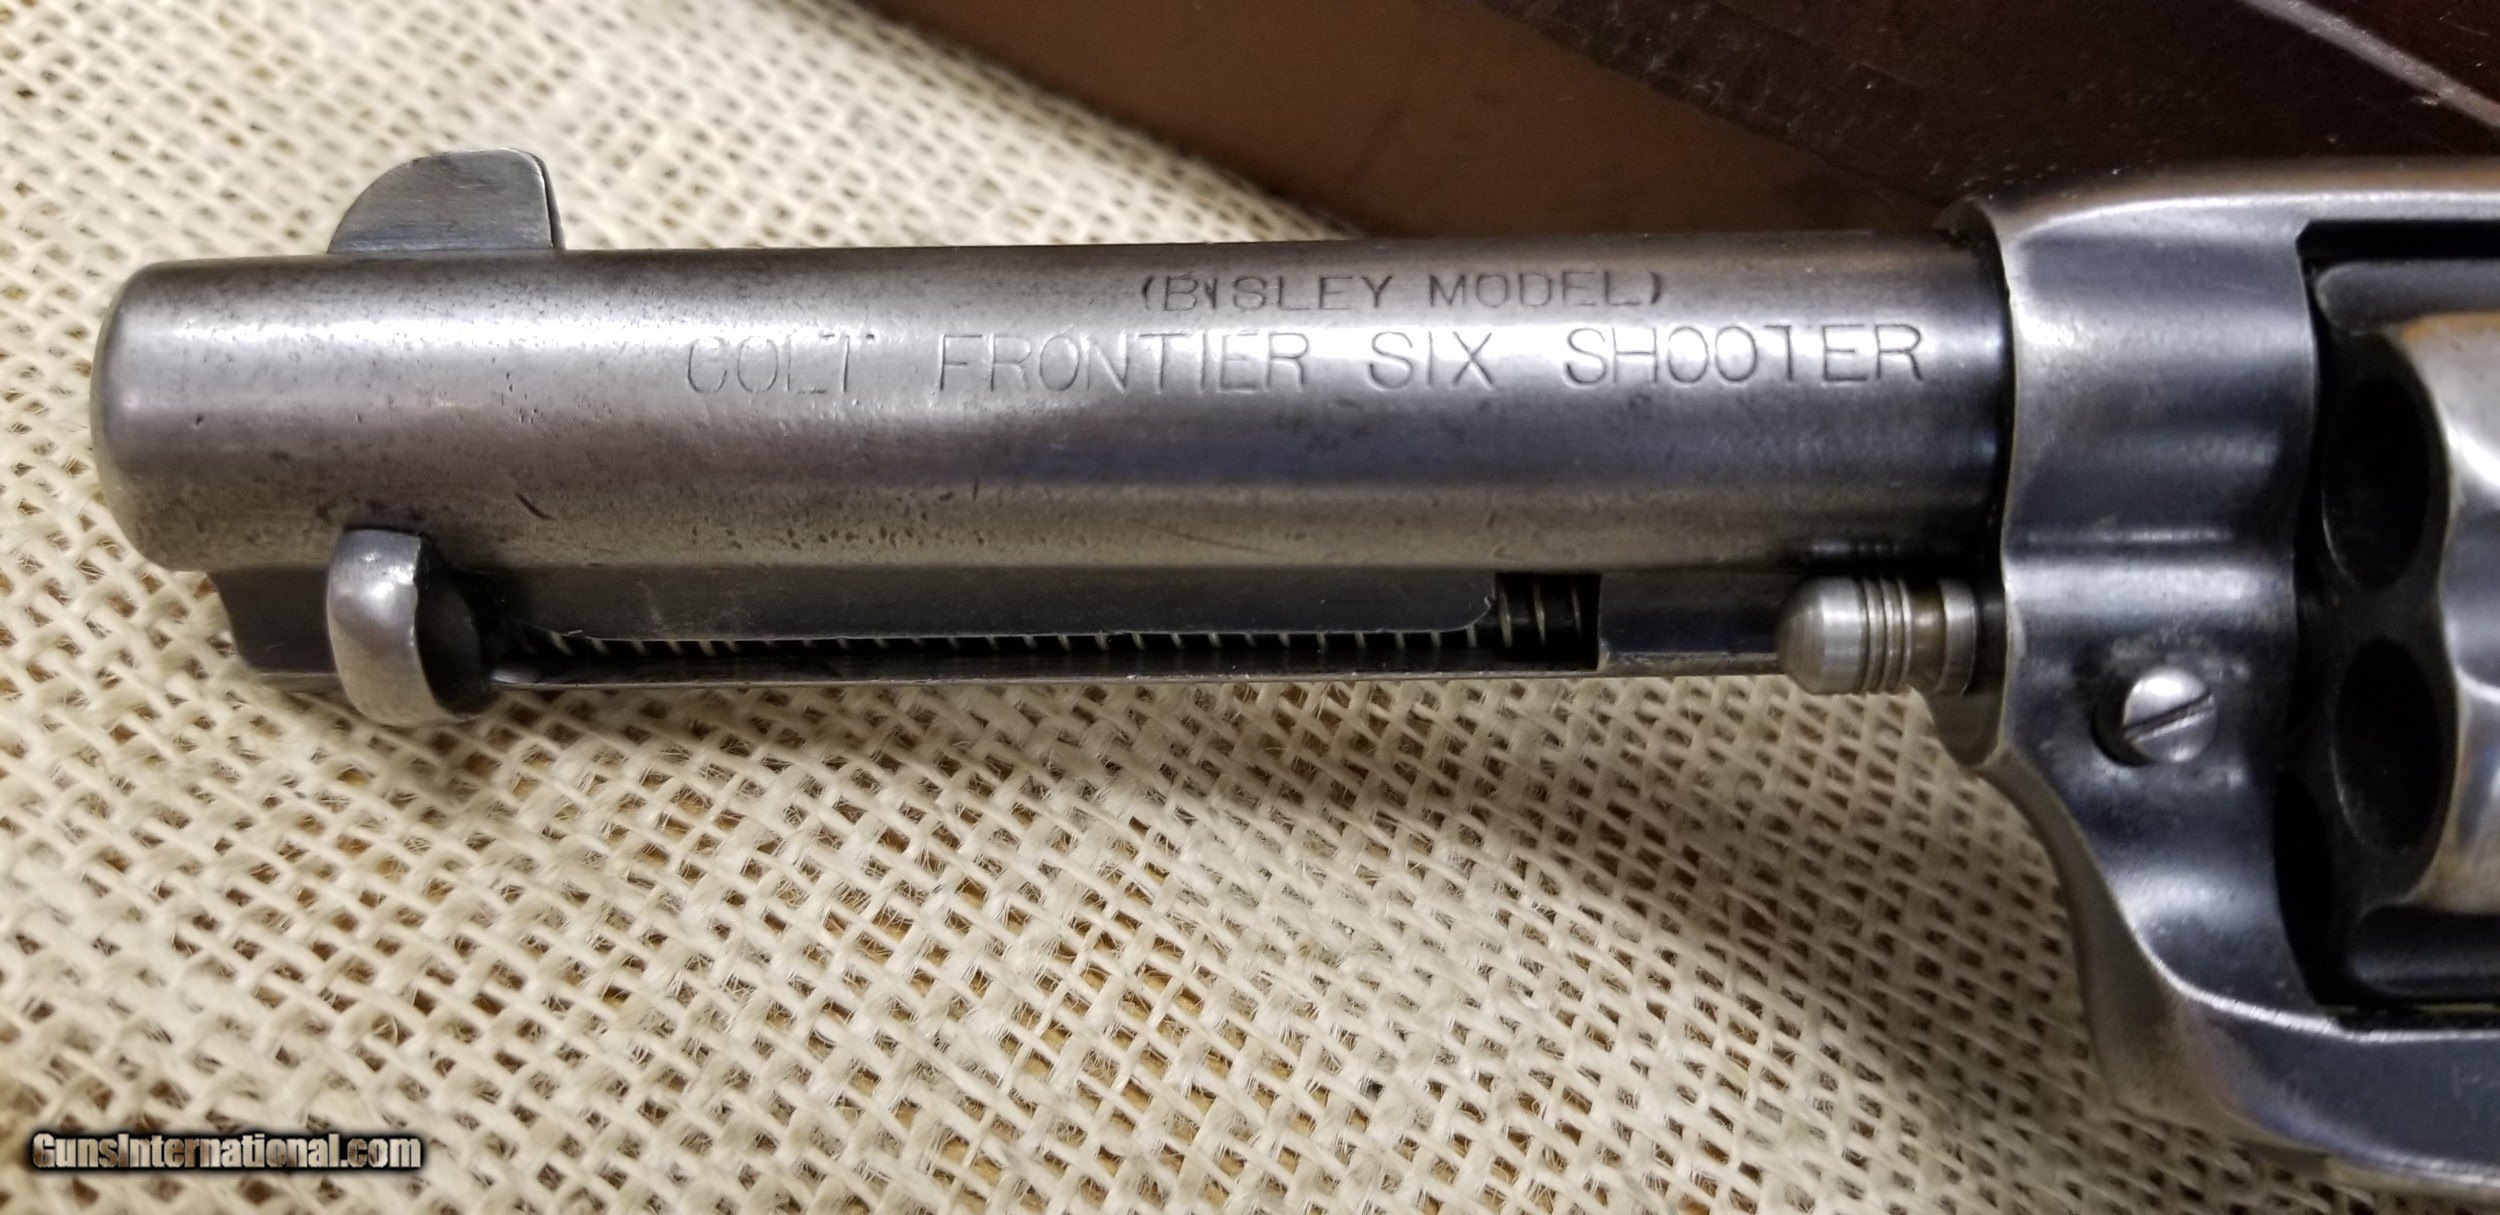 (BISLEY MODEL)
COLT FRONTIER SIX SHOOTER
GunsInternational.com